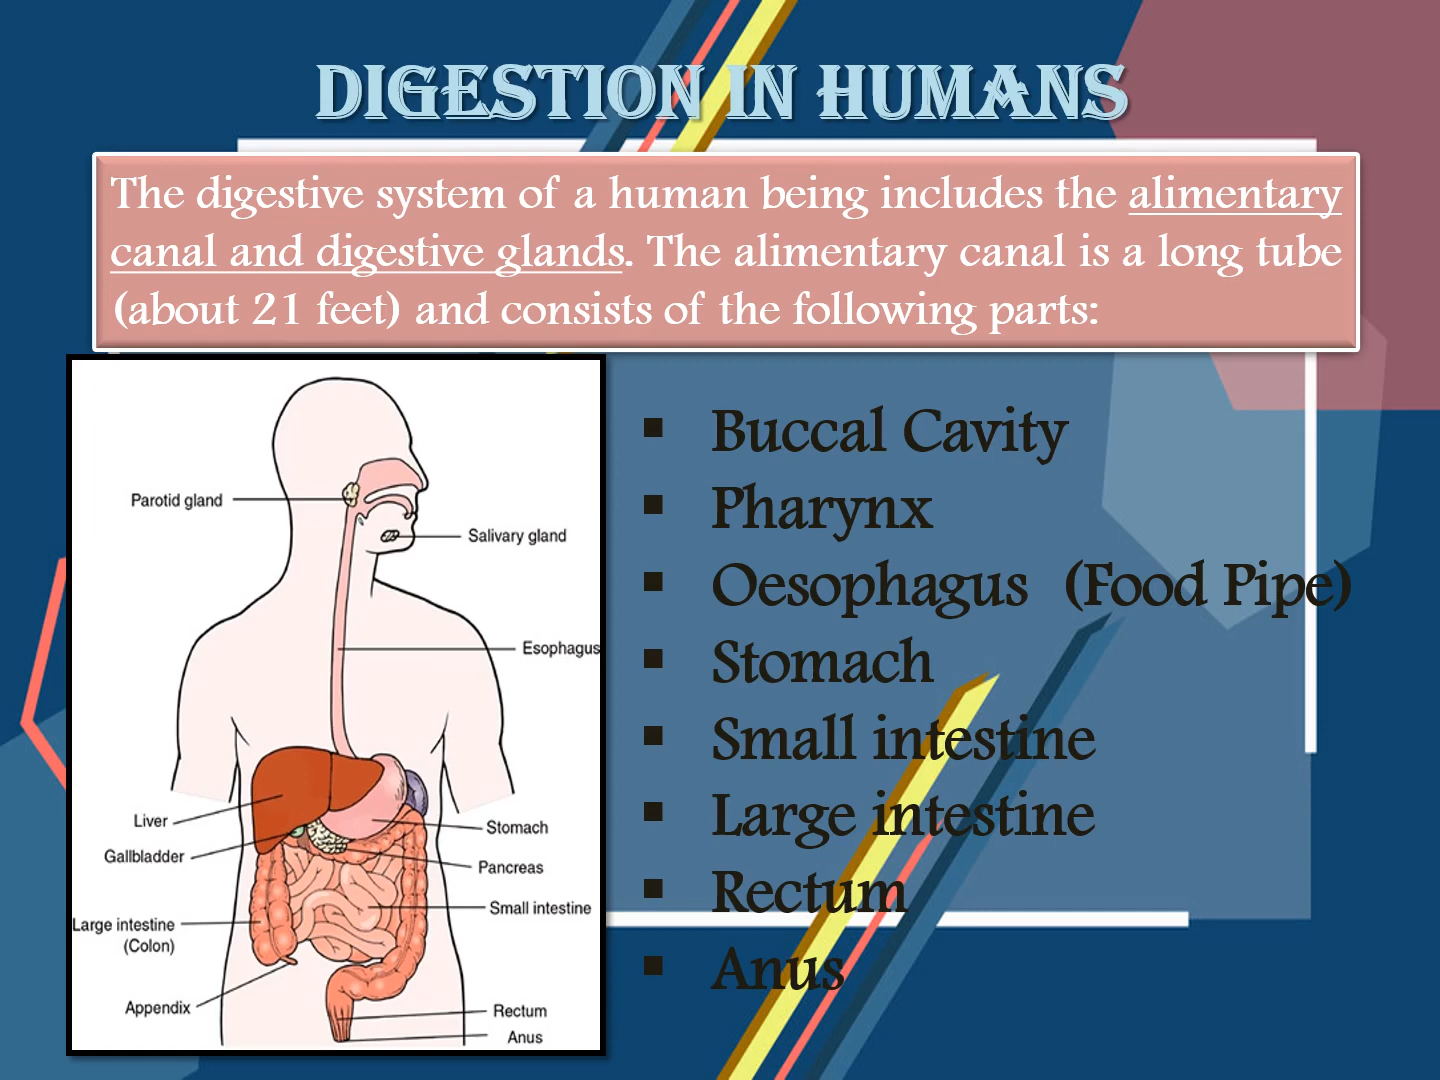 DIGESTION IN HUMANS
The digestive system of a human being includes the alimentary
canal and digestive glands. The alimentary canal is a long tube
(about 21 feet) and consists of the following parts:
Parotid gland
Salivary gland
Esophagus
Liver
Stomach
Gallbladder
Pancreas
Small intestine
Large intestine
(Colon)
Appendix
Rectum
Anus
▪ Buccal Cavity
▪ Pharynx
▪ Oesophagus (Food Pipe)
▪ Stomach
▪ Small intestine
▪ Large intestine
▪ Rectum
▪ Anus